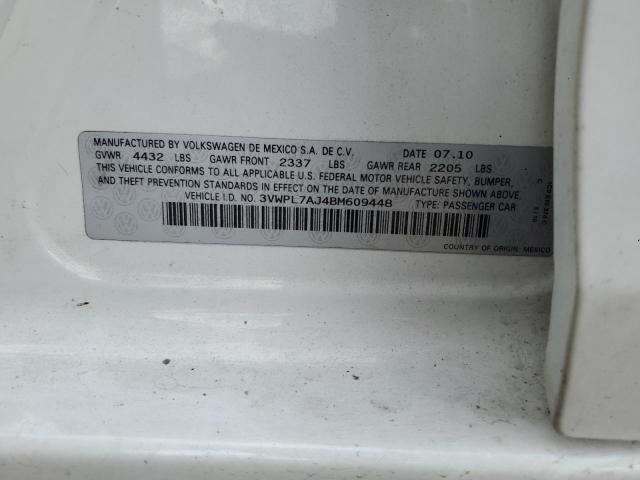 MANUFACTURED BY VOLKSWAGEN DE MEXICO S.A. DE C.V. DATE 07.10
GVWR 4432 LBS GAWR FRONT 2337 LBS GAWR REAR 2205 LBS
THIS VEHICLE CONFORMS TO ALL APPLICABLE U.S. FEDERAL MOTOR VEHICLE SAFETY, BUMPER,
AND THEFT PREVENTION STANDARDS IN EFFECT ON THE DATE OF MANUFACTURE SHOWN ABOVE.
VEHICLE I.D. NO. 3VWPL7AJ4BM609448 TYPE: PASSENGER CAR
COUNTRY OF ORIGIN: MEXICO